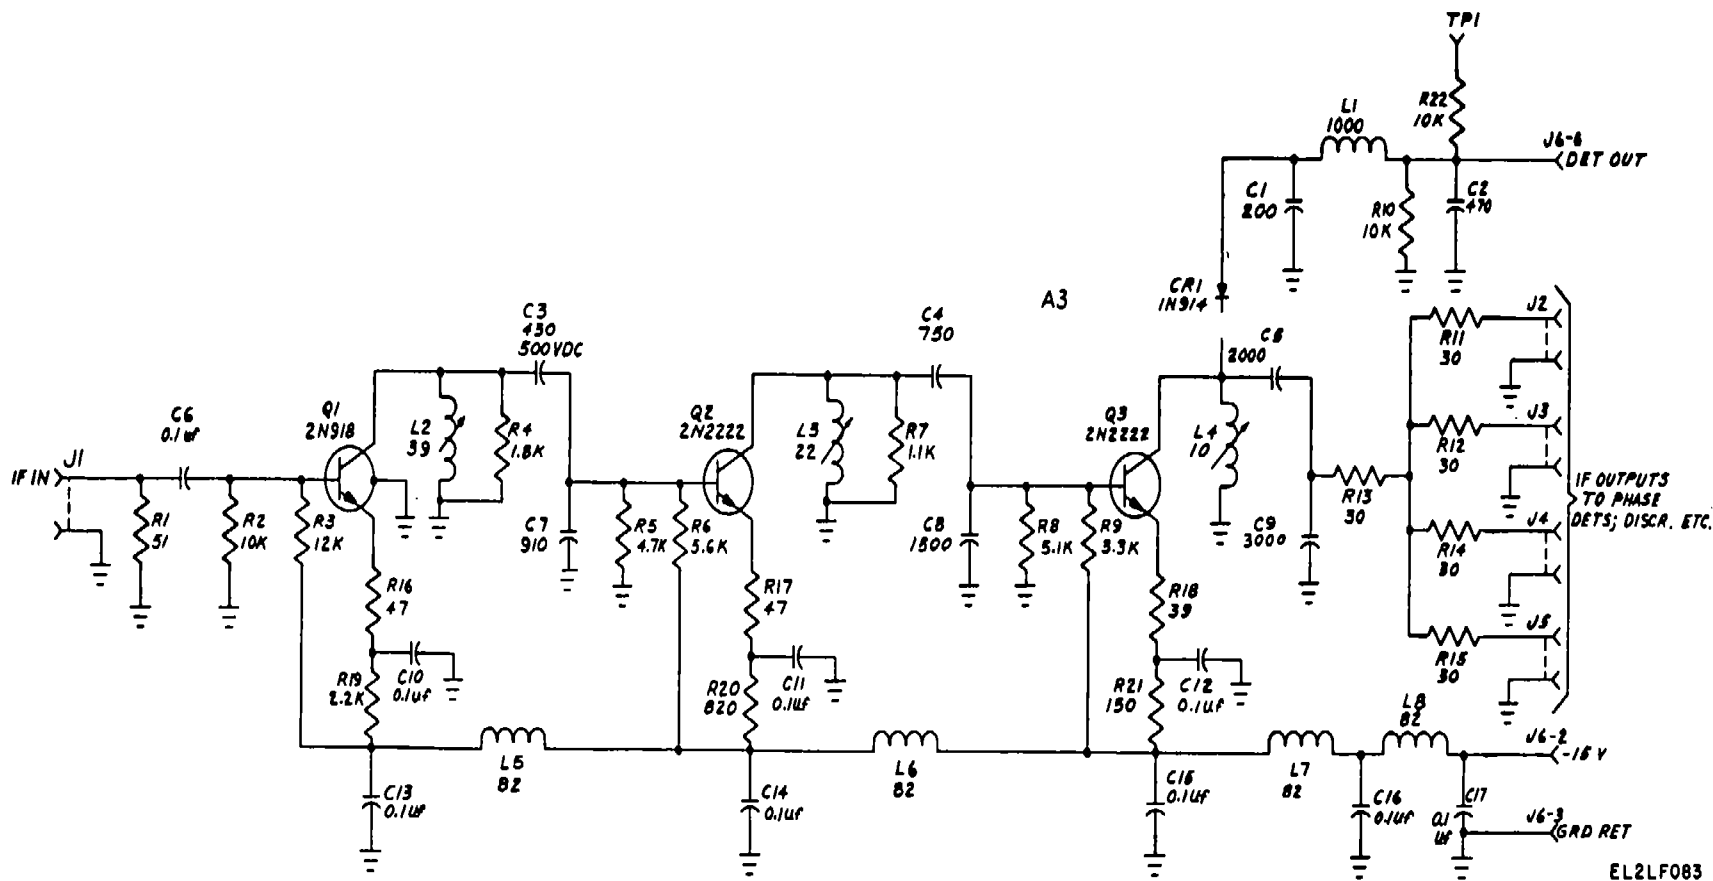 TP1
R22
10K
L1
1000
J6-6
DET OUT
C1
200
R10
10K
C2
470
A3
CR1
1N914
C3
430
500VDC
C4
750
C5
2000
J2
R11
30
C6
0.1uf
Q1
2N918
L2
39
R4
1.8K
Q2
2N2222
L3
22
R7
1.1K
Q3
2N2222
L4
10
J3
R12
30
J1
IF IN
R1
51
R2
10K
R3
12K
C7
910
R5
4.7K
R6
5.6K
C8
1500
R8
5.1K
R9
3.3K
C9
3000
R13
30
IF OUTPUTS
TO PHASE
DETS; DISCR. ETC.
J4
R14
30
R16
47
R17
47
R18
39
J5
R15
30
R19
2.2K
C10
0.1uf
R20
820
C11
0.1uf
R21
150
C12
0.1uf
L5
82
L6
82
L7
82
L8
82
J6-2
-15 V
C13
0.1uf
C14
0.1uf
C15
0.1uf
C16
0.1uf
C17
0.1
uf
J6-3
GRD RET
EL2LF083